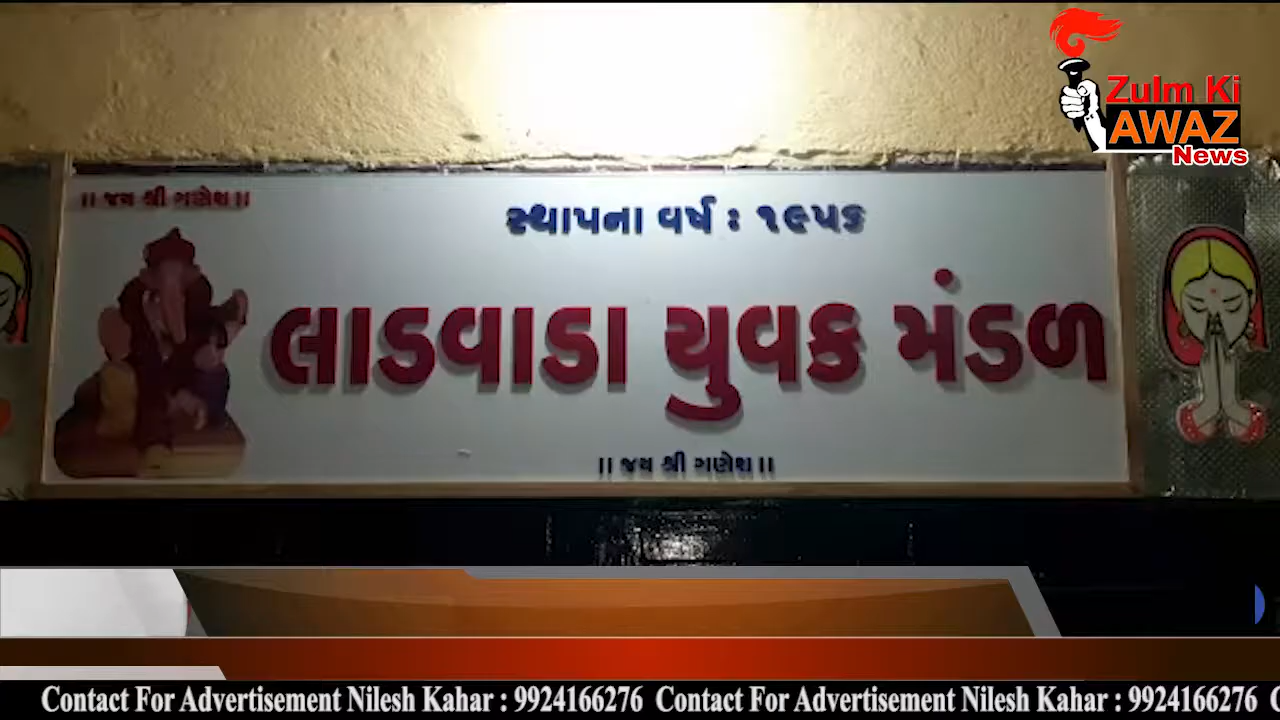 Zulm Ki
AWAZ
News
॥ જય શ્રી ગણેશ ॥
સ્થાપના વર્ષ : ૧૯૫૬
લાડવાડા યુવક મંડળ
॥ જય શ્રી ગણેશ ॥
Contact For Advertisement Nilesh Kahar : 9924166276 Contact For Advertisement Nilesh Kahar : 9924166276 C